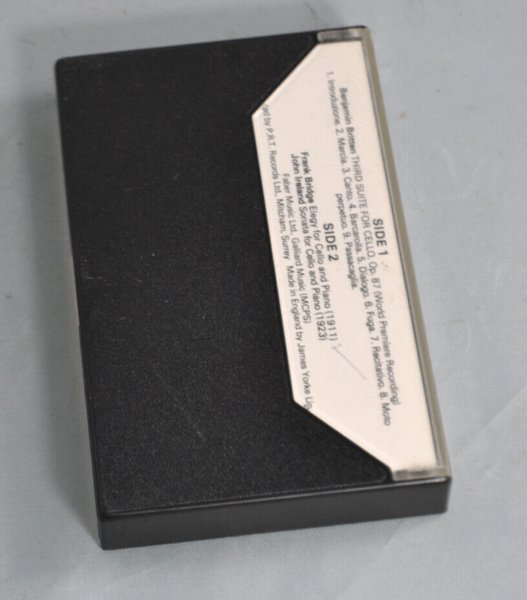 SIDE 1
Benjamin Britten THIRD SUITE FOR CELLO, Op. 87 (World Premiere Recording)
1. Introduzione. 2. Marcia. 3. Canto. 4. Barcarolla. 5. Dialogo. 6. Fuga. 7. Recitativo. 8. Moto
perpetuo. 9. Passacaglia.
SIDE 2
Frank Bridge Elegy for Cello and Piano (1911)
John Ireland Sonata for Cello and Piano (1923)
Faber Music Ltd, Galliard Music (MCPS)
by P.R.T. Records Ltd., Mitcham, Surrey Made in England by James Yorke